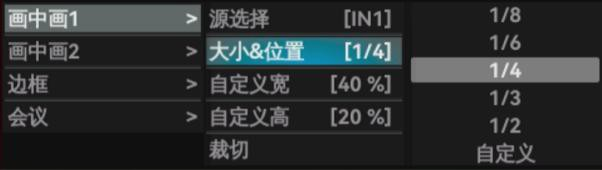 画中画1 >
画中画2 >
边框 >
会议 >
源选择 [IN1]
大小&位置 [1/4]
自定义宽 [40 %]
自定义高 [20 %]
裁切
1/8
1/6
1/4
1/3
1/2
自定义